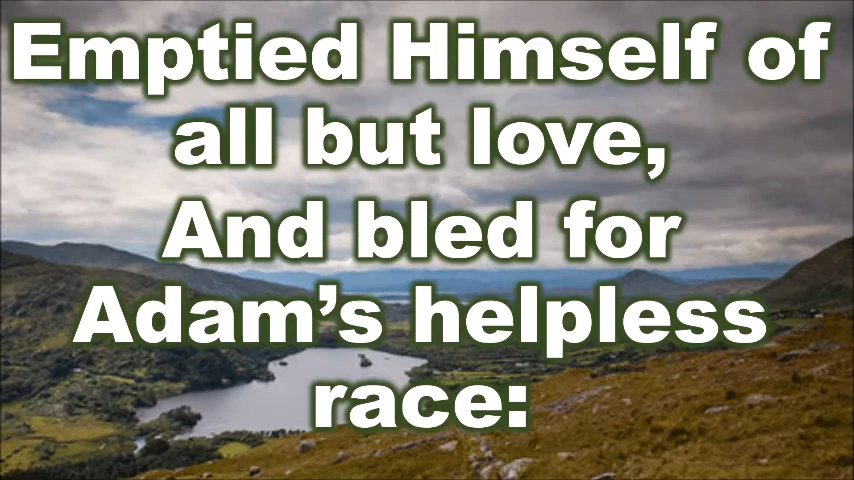 Emptied Himself of
all but love,
And bled for
Adam’s helpless
race: